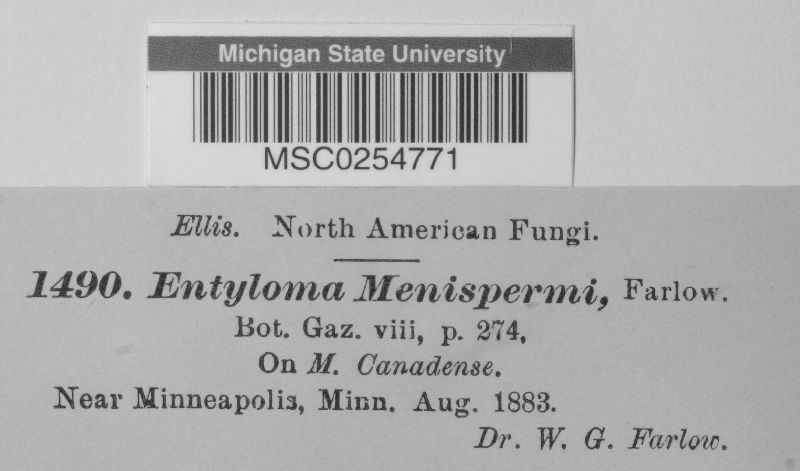 Michigan State University
MSC0254771
Ellis. North American Fungi.
1490. Entyloma Menispermi, Farlow.
Bot. Gaz. viii, p. 274,
On M. Canadense.
Near Minneapolis, Minn. Aug. 1883.
Dr. W. G. Farlow.